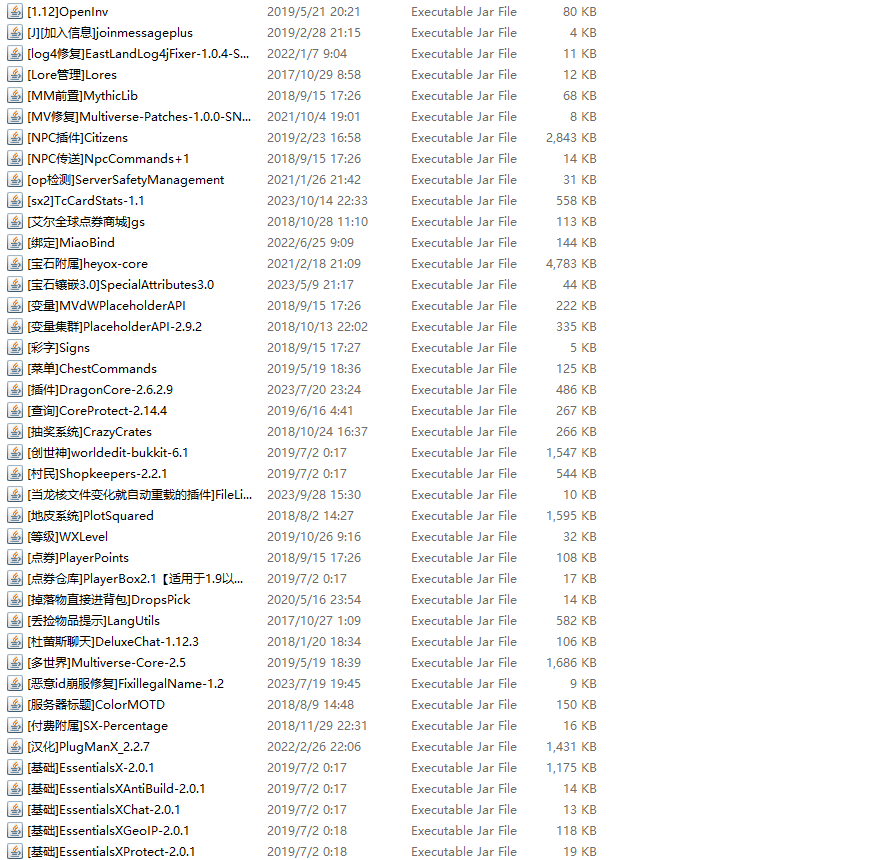 [1.12]OpenInv 2019/5/21 20:21 Executable Jar File 80 KB
[J][加入信息]joinmessageplus 2019/2/28 21:15 Executable Jar File 4 KB
[log4修复]EastLandLog4jFixer-1.0.4-S... 2022/1/7 9:04 Executable Jar File 11 KB
[Lore管理]Lores 2017/10/29 8:58 Executable Jar File 12 KB
[MM前置]MythicLib 2018/9/15 17:26 Executable Jar File 68 KB
[MV修复]Multiverse-Patches-1.0.0-SN... 2021/10/4 19:01 Executable Jar File 8 KB
[NPC插件]Citizens 2019/2/23 16:58 Executable Jar File 2,843 KB
[NPC传送]NpcCommands+1 2018/9/15 17:26 Executable Jar File 14 KB
[op检测]ServerSafetyManagement 2021/1/26 21:42 Executable Jar File 31 KB
[sx2]TcCardStats-1.1 2023/10/14 22:33 Executable Jar File 558 KB
[艾尔全球点券商城]gs 2018/10/28 11:10 Executable Jar File 113 KB
[绑定]MiaoBind 2022/6/25 9:09 Executable Jar File 144 KB
[宝石附属]heyox-core 2021/2/18 21:09 Executable Jar File 4,783 KB
[宝石镶嵌3.0]SpecialAttributes3.0 2023/5/9 21:17 Executable Jar File 44 KB
[变量]MVdWPlaceholderAPI 2018/9/15 17:26 Executable Jar File 222 KB
[变量集群]PlaceholderAPI-2.9.2 2018/10/13 22:02 Executable Jar File 335 KB
[彩字]Signs 2018/9/15 17:27 Executable Jar File 5 KB
[菜单]ChestCommands 2019/5/19 18:36 Executable Jar File 125 KB
[插件]DragonCore-2.6.2.9 2023/7/20 23:24 Executable Jar File 486 KB
[查询]CoreProtect-2.14.4 2019/6/16 4:41 Executable Jar File 267 KB
[抽奖系统]CrazyCrates 2018/10/24 16:37 Executable Jar File 266 KB
[创世神]worldedit-bukkit-6.1 2019/7/2 0:17 Executable Jar File 1,547 KB
[村民]Shopkeepers-2.2.1 2019/7/2 0:17 Executable Jar File 544 KB
[当龙核文件变化就自动重载的插件]FileLi... 2023/9/28 15:30 Executable Jar File 10 KB
[地皮系统]PlotSquared 2018/8/2 14:27 Executable Jar File 1,595 KB
[等级]WXLevel 2019/10/26 9:16 Executable Jar File 32 KB
[点券]PlayerPoints 2018/9/15 17:26 Executable Jar File 108 KB
[点券仓库]PlayerBox2.1【适用于1.9以... 2019/7/2 0:17 Executable Jar File 17 KB
[掉落物直接进背包]DropsPick 2020/5/16 23:54 Executable Jar File 14 KB
[丢捡物品提示]LangUtils 2017/10/27 1:09 Executable Jar File 582 KB
[杜蕾斯聊天]DeluxeChat-1.12.3 2018/1/20 18:34 Executable Jar File 106 KB
[多世界]Multiverse-Core-2.5 2019/5/19 18:39 Executable Jar File 1,686 KB
[恶意id崩服修复]FixillegalName-1.2 2023/7/19 19:45 Executable Jar File 9 KB
[服务器标题]ColorMOTD 2018/8/9 14:48 Executable Jar File 150 KB
[付费附属]SX-Percentage 2018/11/29 22:31 Executable Jar File 16 KB
[汉化]PlugManX_2.2.7 2022/2/26 22:06 Executable Jar File 1,431 KB
[基础]EssentialsX-2.0.1 2019/7/2 0:17 Executable Jar File 1,175 KB
[基础]EssentialsXAntiBuild-2.0.1 2019/7/2 0:17 Executable Jar File 14 KB
[基础]EssentialsXChat-2.0.1 2019/7/2 0:17 Executable Jar File 13 KB
[基础]EssentialsXGeoIP-2.0.1 2019/7/2 0:18 Executable Jar File 118 KB
[基础]EssentialsXProtect-2.0.1 2019/7/2 0:18 Executable Jar File 19 KB